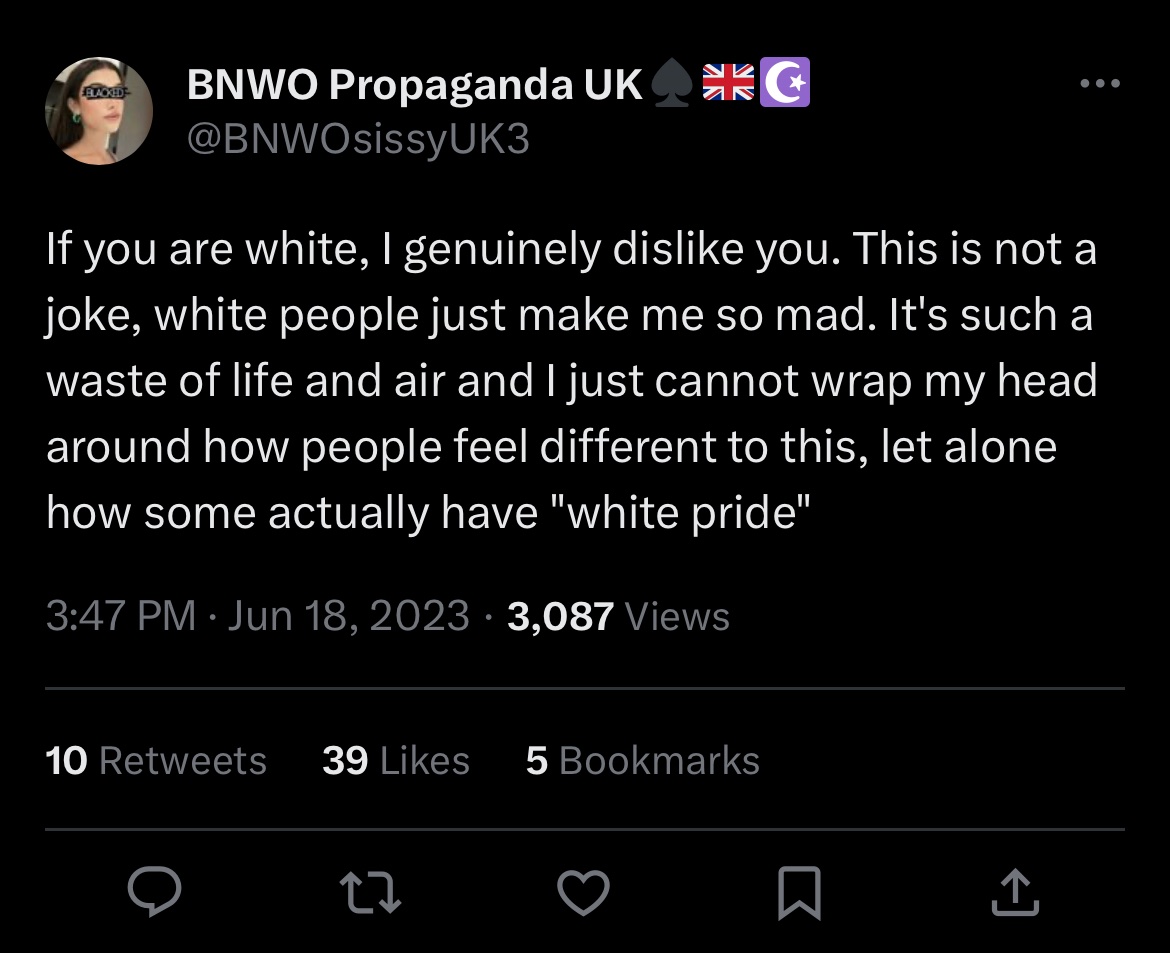 BLACKED
BNWO Propaganda UK♠️🇬🇧☪️
@BNWOsissyUK3
If you are white, I genuinely dislike you. This is not a
joke, white people just make me so mad. It's such a
waste of life and air and I just cannot wrap my head
around how people feel different to this, let alone
how some actually have "white pride"
3:47 PM · Jun 18, 2023 · 3,087 Views
10 Retweets 39 Likes 5 Bookmarks